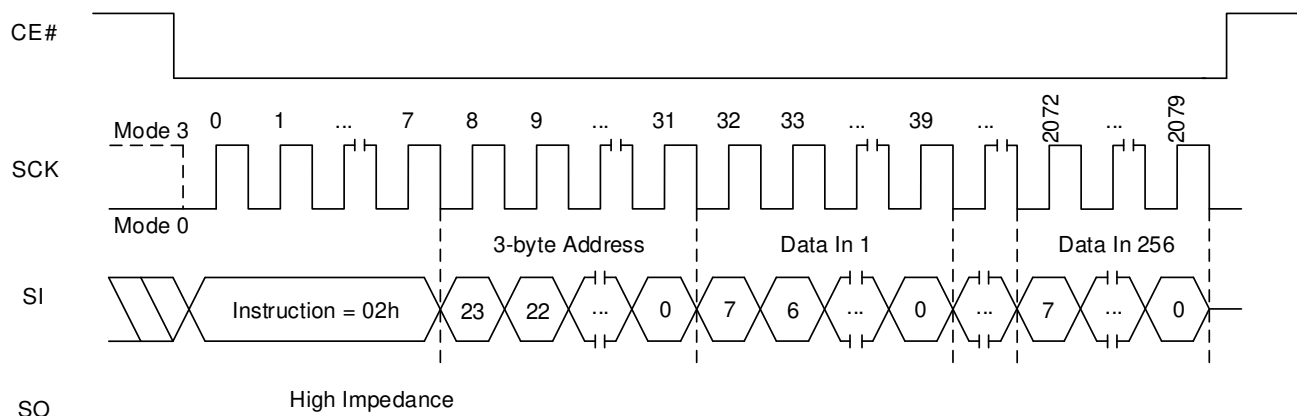 CE#
0 1 ... 7 8 9 ... 31 32 33 ... 39 ... 2072 ... 2079
Mode 3
SCK
Mode 0
3-byte Address Data In 1 Data In 256
SI Instruction = 02h 23 22 ... 0 7 6 ... 0 ... 7 ... 0
High Impedance
SO